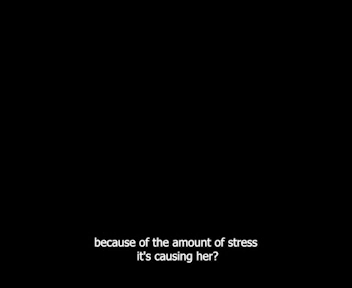 because of the amount of stress
it's causing her?